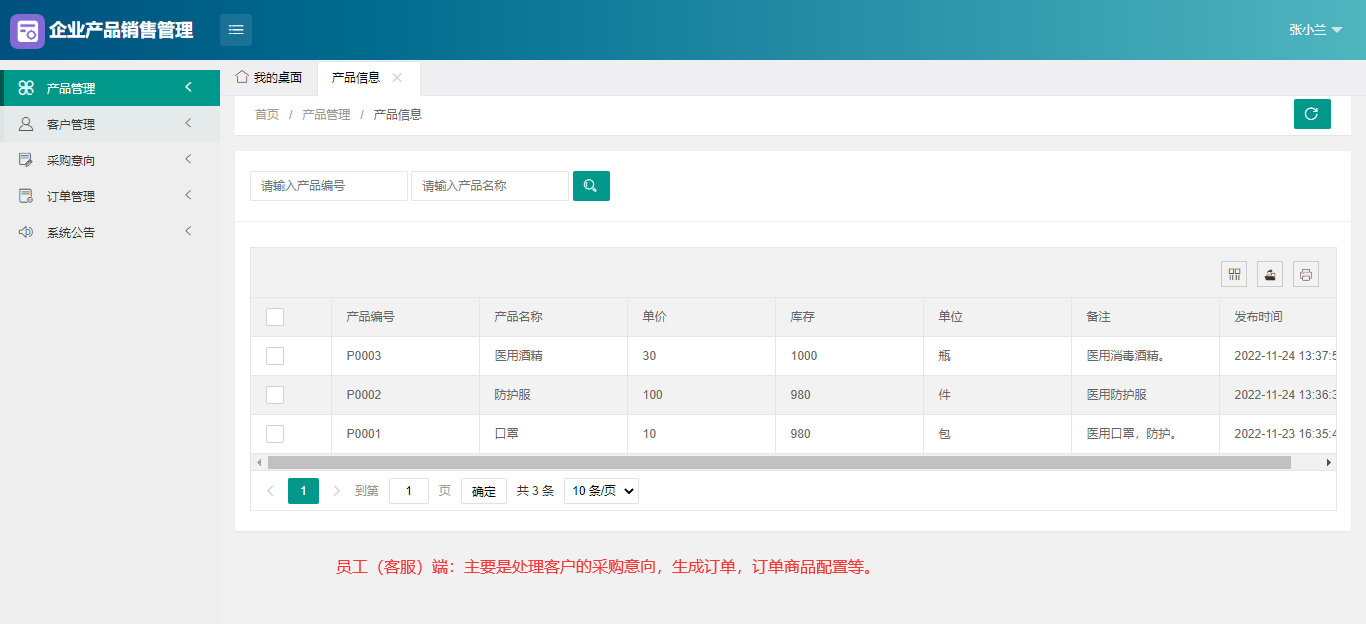 企业产品销售管理
张小兰
产品管理
客户管理
采购意向
订单管理
系统公告
我的桌面 产品信息
首页 / 产品管理 / 产品信息
请输入产品编号 请输入产品名称
产品编号 产品名称 单价 库存 单位 备注 发布时间
P0003 医用酒精 30 1000 瓶 医用消毒酒精。 2022-11-24 13:37:5
P0002 防护服 100 980 件 医用防护服 2022-11-24 13:36:3
P0001 口罩 10 980 包 医用口罩，防护。 2022-11-23 16:35:4
1 到第 1 页 确定 共 3 条 10 条/页
员工（客服）端：主要是处理客户的采购意向，生成订单，订单商品配置等。